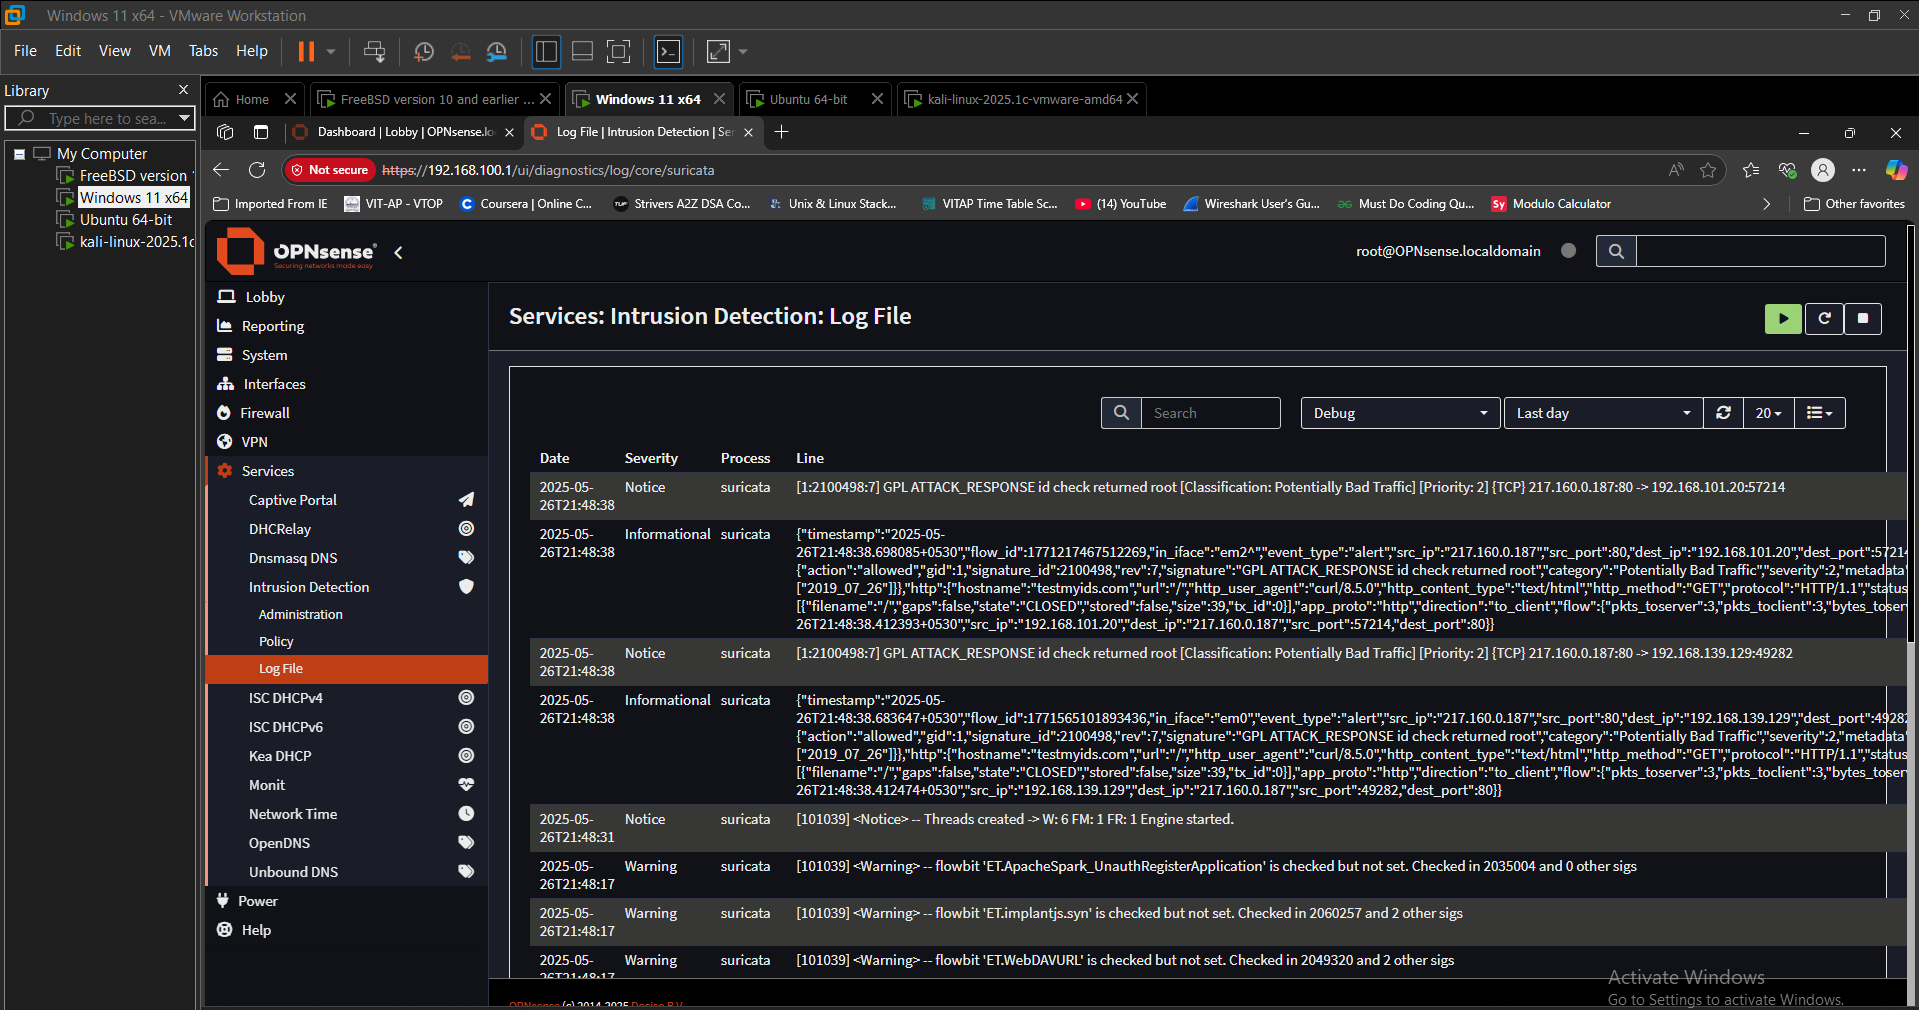 Windows 11 x64 - VMware Workstation
File Edit View VM Tabs Help
Library
Type here to sea...
My Computer
FreeBSD version
Windows 11 x64
Ubuntu 64-bit
kali-linux-2025.1c
Home
FreeBSD version 10 and earlier ...
Windows 11 x64
Ubuntu 64-bit
kali-linux-2025.1c-vmware-amd64
Dashboard | Lobby | OPNsense.lo
Log File | Intrusion Detection | Ser
Not secure https://192.168.100.1/ui/diagnostics/log/core/suricata
Imported From IE
VIT-AP - VTOP
Coursera | Online C...
Strivers A2Z DSA Co...
Unix & Linux Stack...
VITAP Time Table Sc...
(14) YouTube
Wireshark User's Gu...
Must Do Coding Qu...
Modulo Calculator
Other favorites
OPNsense
Securing networks made easy
root@OPNsense.localdomain
Lobby
Reporting
System
Interfaces
Firewall
VPN
Services
Captive Portal
DHCRelay
Dnsmasq DNS
Intrusion Detection
Administration
Policy
Log File
ISC DHCPv4
ISC DHCPv6
Kea DHCP
Monit
Network Time
OpenDNS
Unbound DNS
Power
Help
Services: Intrusion Detection: Log File
Search
Debug
Last day
20
Date Severity Process Line
2025-05-26T21:48:38 Notice suricata [1:2100498:7] GPL ATTACK_RESPONSE id check returned root [Classification: Potentially Bad Traffic] [Priority: 2] {TCP} 217.160.0.187:80 -> 192.168.101.20:57214
2025-05-26T21:48:38 Informational suricata {"timestamp":"2025-05-
26T21:48:38.698085+0530","flow_id":1771217467512269,"in_iface":"em2^","event_type":"alert","src_ip":"217.160.0.187","src_port":80,"dest_ip":"192.168.101.20","dest_port":57214
{"action":"allowed","gid":1,"signature_id":2100498,"rev":7,"signature":"GPL ATTACK_RESPONSE id check returned root","category":"Potentially Bad Traffic","severity":2,"metadata"
["2019_07_26"]}},"http":{"hostname":"testmyids.com","url":"/","http_user_agent":"curl/8.5.0","http_content_type":"text/html","http_method":"GET","protocol":"HTTP/1.1","status
[{"filename":"/","gaps":false,"state":"CLOSED","stored":false,"size":39,"tx_id":0}],"app_proto":"http","direction":"to_client","flow":{"pkts_toserver":3,"pkts_toclient":3,"bytes_toser
26T21:48:38.412393+0530","src_ip":"192.168.101.20","dest_ip":"217.160.0.187","src_port":57214,"dest_port":80}}
2025-05-26T21:48:38 Notice suricata [1:2100498:7] GPL ATTACK_RESPONSE id check returned root [Classification: Potentially Bad Traffic] [Priority: 2] {TCP} 217.160.0.187:80 -> 192.168.139.129:49282
2025-05-26T21:48:38 Informational suricata {"timestamp":"2025-05-
26T21:48:38.683647+0530","flow_id":1771565101893436,"in_iface":"em0","event_type":"alert","src_ip":"217.160.0.187","src_port":80,"dest_ip":"192.168.139.129","dest_port":49282
{"action":"allowed","gid":1,"signature_id":2100498,"rev":7,"signature":"GPL ATTACK_RESPONSE id check returned root","category":"Potentially Bad Traffic","severity":2,"metadata"
["2019_07_26"]}},"http":{"hostname":"testmyids.com","url":"/","http_user_agent":"curl/8.5.0","http_content_type":"text/html","http_method":"GET","protocol":"HTTP/1.1","status
[{"filename":"/","gaps":false,"state":"CLOSED","stored":false,"size":39,"tx_id":0}],"app_proto":"http","direction":"to_client","flow":{"pkts_toserver":3,"pkts_toclient":3,"bytes_toser
26T21:48:38.412474+0530","src_ip":"192.168.139.129","dest_ip":"217.160.0.187","src_port":49282,"dest_port":80}}
2025-05-26T21:48:31 Notice suricata [101039] <Notice> -- Threads created -> W: 6 FM: 1 FR: 1 Engine started.
2025-05-26T21:48:17 Warning suricata [101039] <Warning> -- flowbit 'ET.ApacheSpark_UnauthRegisterApplication' is checked but not set. Checked in 2035004 and 0 other sigs
2025-05-26T21:48:17 Warning suricata [101039] <Warning> -- flowbit 'ET.implantjs.syn' is checked but not set. Checked in 2060257 and 2 other sigs
2025-05-26T21:48:17 Warning suricata [101039] <Warning> -- flowbit 'ET.WebDAVURL' is checked but not set. Checked in 2049320 and 2 other sigs
OPNsense (c) 2014-2025 Deciso B.V.
Activate Windows
Go to Settings to activate Windows.